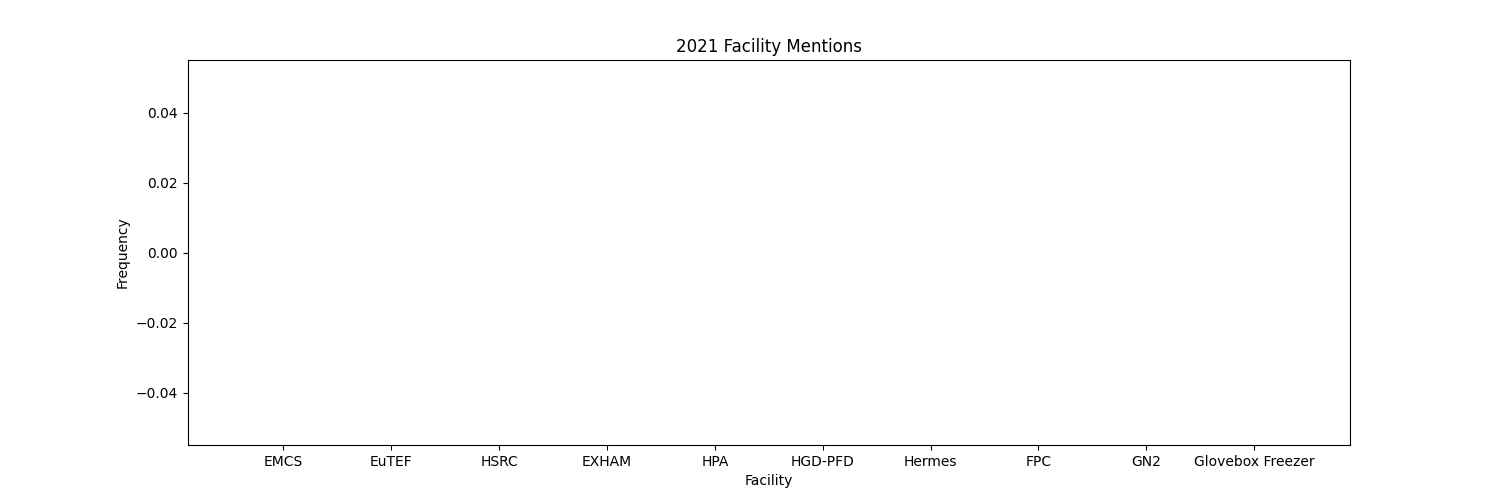 2021 Facility Mentions
0.04
0.02
0.00
−0.02
−0.04
Frequency
EMCS EuTEF HSRC EXHAM HPA HGD-PFD Hermes FPC GN2 Glovebox Freezer
Facility